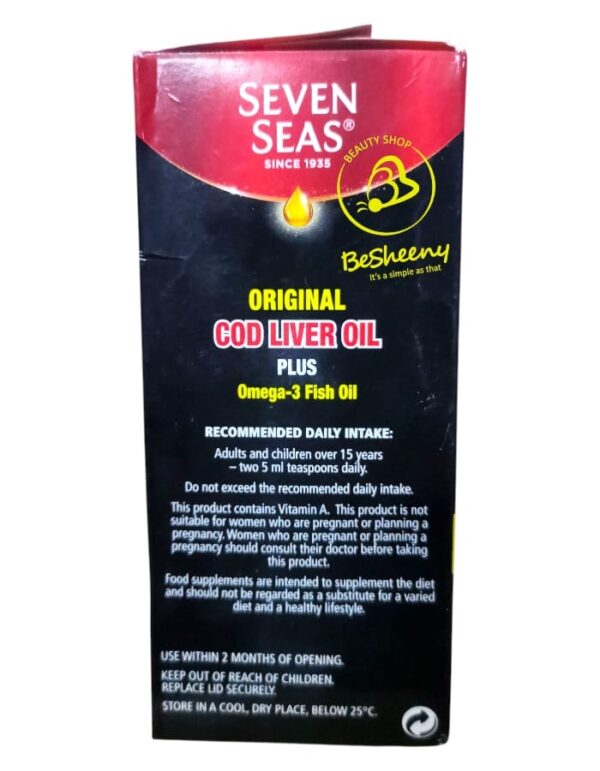 SEVEN
SEAS®
SINCE 1935
BEAUTY SHOP
BeSheeny
It's a simple as that
ORIGINAL
COD LIVER OIL
PLUS
Omega-3 Fish Oil
RECOMMENDED DAILY INTAKE:
Adults and children over 15 years
– two 5 ml teaspoons daily.
Do not exceed the recommended daily intake.
This product contains Vitamin A. This product is not
suitable for women who are pregnant or planning a
pregnancy. Women who are pregnant or planning a
pregnancy should consult their doctor before taking
this product.
Food supplements are intended to supplement the diet
and should not be regarded as a substitute for a varied
diet and a healthy lifestyle.
USE WITHIN 2 MONTHS OF OPENING.
KEEP OUT OF REACH OF CHILDREN.
REPLACE LID SECURELY.
STORE IN A COOL, DRY PLACE, BELOW 25°C.